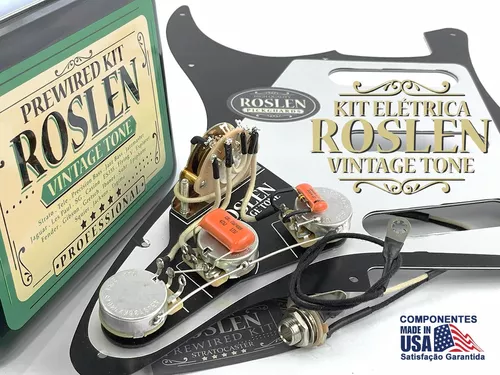 PREWIRED KIT
ROSLEN
VINTAGE TONE
PROFESSIONAL
ROSLEN
PICKGUARDS
KIT ELÉTRICA
ROSLEN
VINTAGE TONE
ROSLEN
PREWIRED KIT
STRATOCASTER
COMPONENTES
MADE IN
USA
Satisfação Garantida